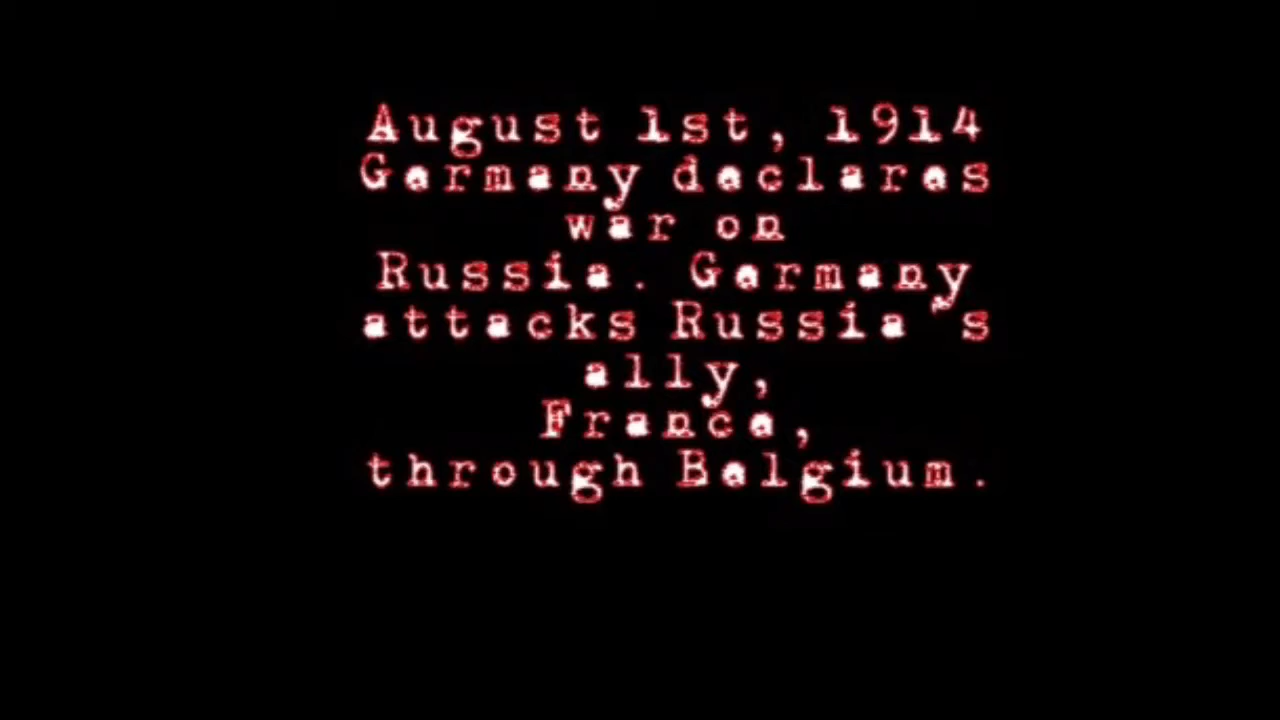 August 1st, 1914
Germany declares
war on
Russia. Germany
attacks Russia's
ally,
France,
through Belgium.